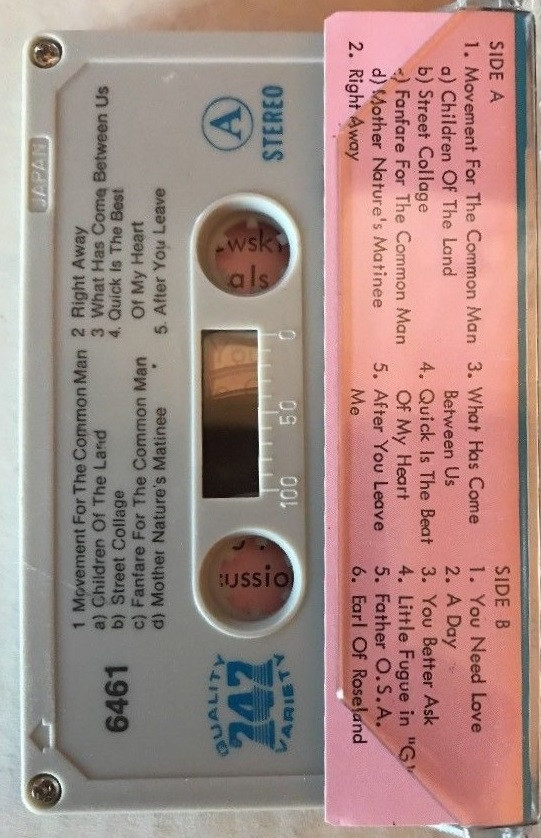 SIDE A
1. Movement For The Common Man
a) Children Of The Land
b) Street Collage
c) Fanfare For The Common Man
d) Mother Nature's Matinee
2. Right Away
3. What Has Come
Between Us
4. Quick Is The Beat
Of My Heart
5. After You Leave
Me
SIDE B
1. You Need Love
2. A Day
3. You Better Ask
4. Little Fugue in "G"
5. Father O.S.A.
6. Earl Of Roseland
JAPAN
1 Movement For The Common Man
a) Children Of The Land
b) Street Collage
c) Fanfare For The Common Man
d) Mother Nature's Matinee
2 Right Away
3 What Has Come Between Us
4. Quick Is The Best
Of My Heart
5. After You Leave
6461
A
STEREO
0 50 100
wsk
als
ussio
QUALITY
747
VARIETY